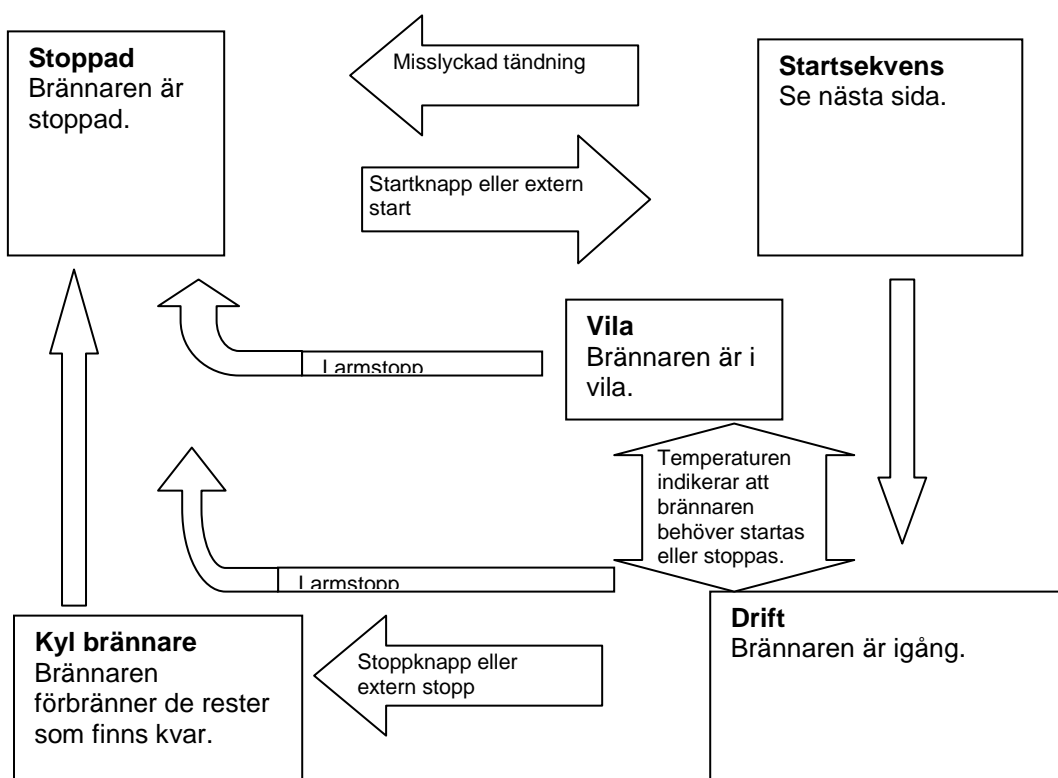 Stoppad
Brännaren är
stoppad.
Misslyckad tändning
Startsekvens
Se nästa sida.
Startknapp eller extern
start
Vila
Brännaren är i
vila.
Larmstopp
Temperaturen
indikerar att
brännaren
behöver startas
eller stoppas.
Larmstopp
Kyl brännare
Brännaren
förbränner de rester
som finns kvar.
Stoppknapp eller
extern stopp
Drift
Brännaren är igång.